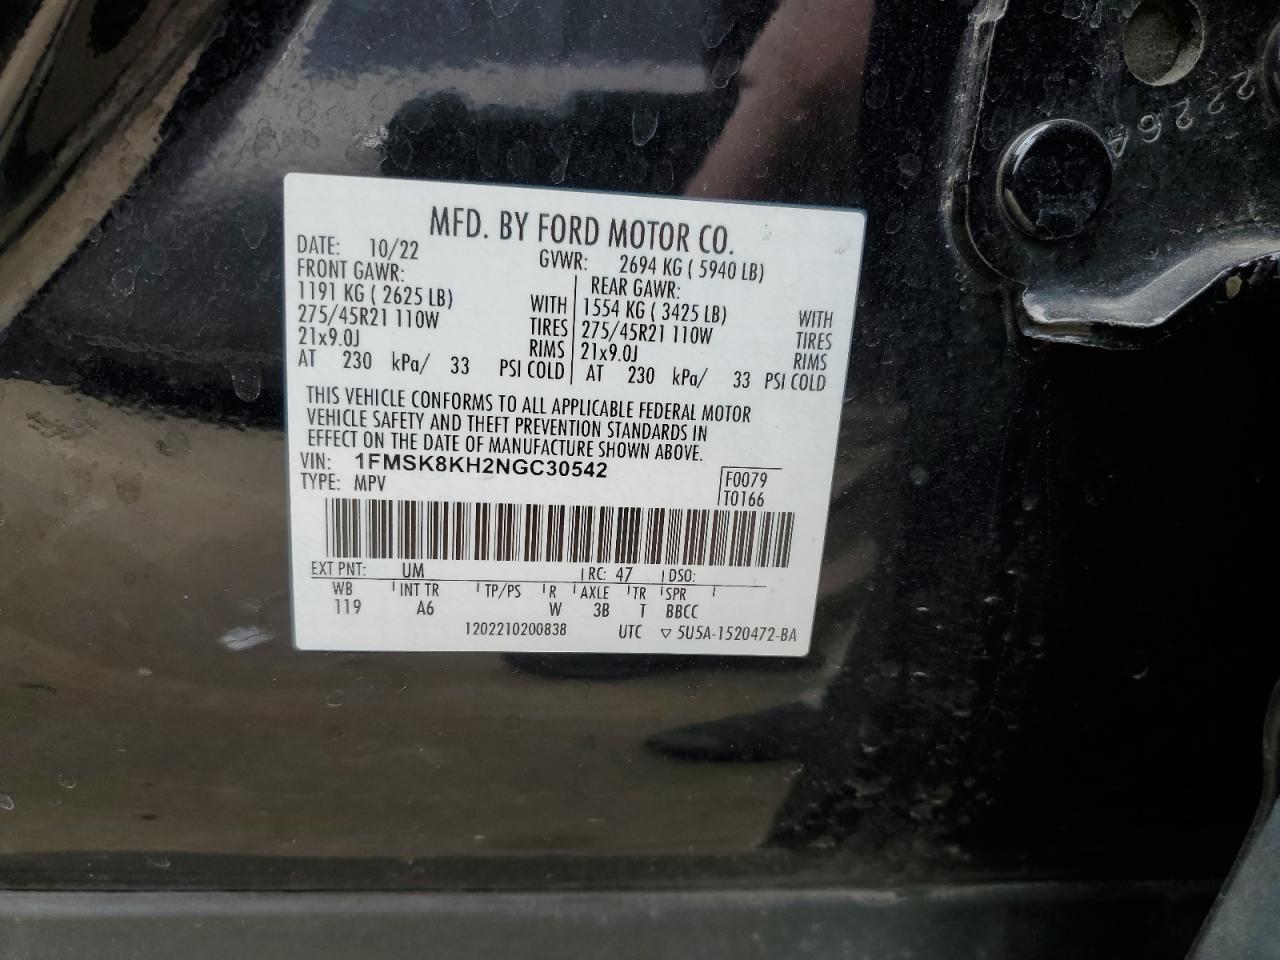 MFD. BY FORD MOTOR CO.
DATE: 10/22 GVWR: 2694 KG ( 5940 LB)
FRONT GAWR: REAR GAWR:
1191 KG ( 2625 LB) WITH 1554 KG ( 3425 LB) WITH
275/45R21 110W TIRES 275/45R21 110W TIRES
21x9.0J RIMS 21x9.0J RIMS
AT 230 kPa/ 33 PSI COLD AT 230 kPa/ 33 PSI COLD
THIS VEHICLE CONFORMS TO ALL APPLICABLE FEDERAL MOTOR
VEHICLE SAFETY AND THEFT PREVENTION STANDARDS IN
EFFECT ON THE DATE OF MANUFACTURE SHOWN ABOVE.
VIN: 1FMSK8KH2NGC30542 F0079
TYPE: MPV T0166
EXT PNT: UM RC: 47 DSO:
WB INT TR TP/PS R AXLE TR SPR
119 A6 W 3B T BBCC
1202210200838 UTC ▽ 5U5A-1520472-BA
2226A